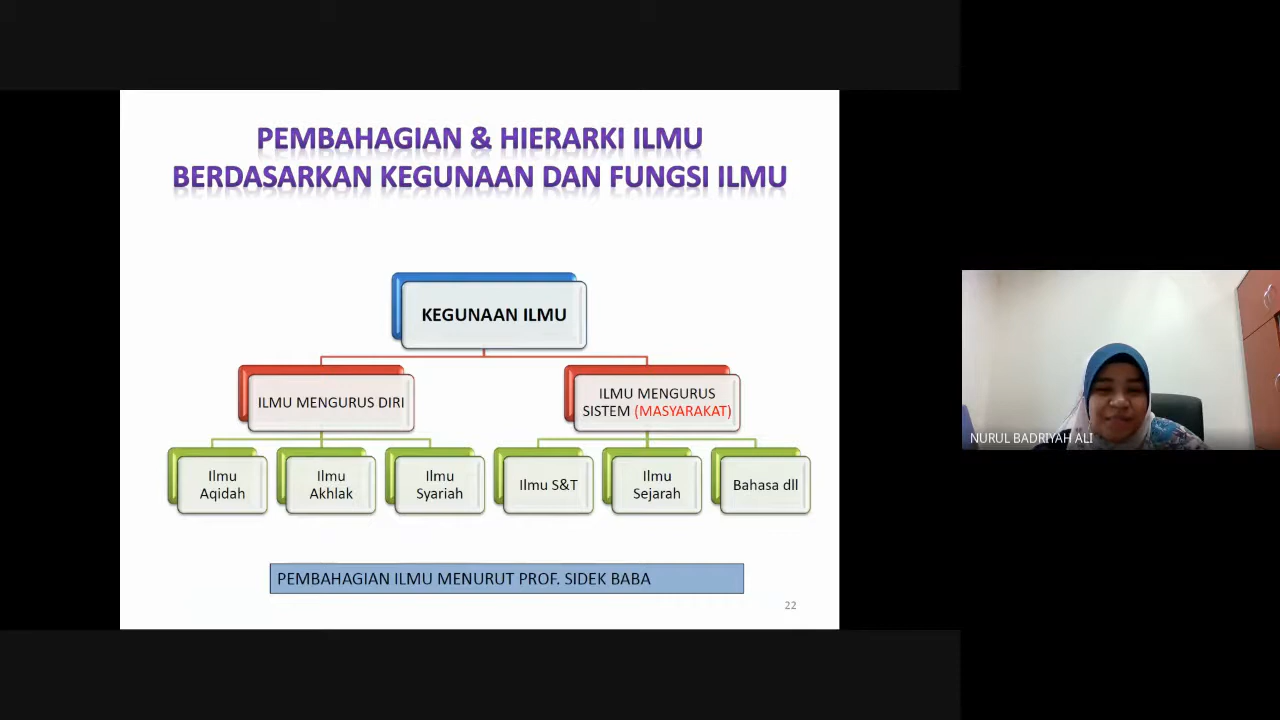 PEMBAHAGIAN & HIERARKI ILMU
BERDASARKAN KEGUNAAN DAN FUNGSI ILMU
KEGUNAAN ILMU
ILMU MENGURUS DIRI
ILMU MENGURUS
SISTEM (MASYARAKAT)
Ilmu
Aqidah
Ilmu
Akhlak
Ilmu
Syariah
Ilmu S&T
Ilmu
Sejarah
Bahasa dll
PEMBAHAGIAN ILMU MENURUT PROF. SIDEK BABA
22
NURUL BADRIYAH ALI